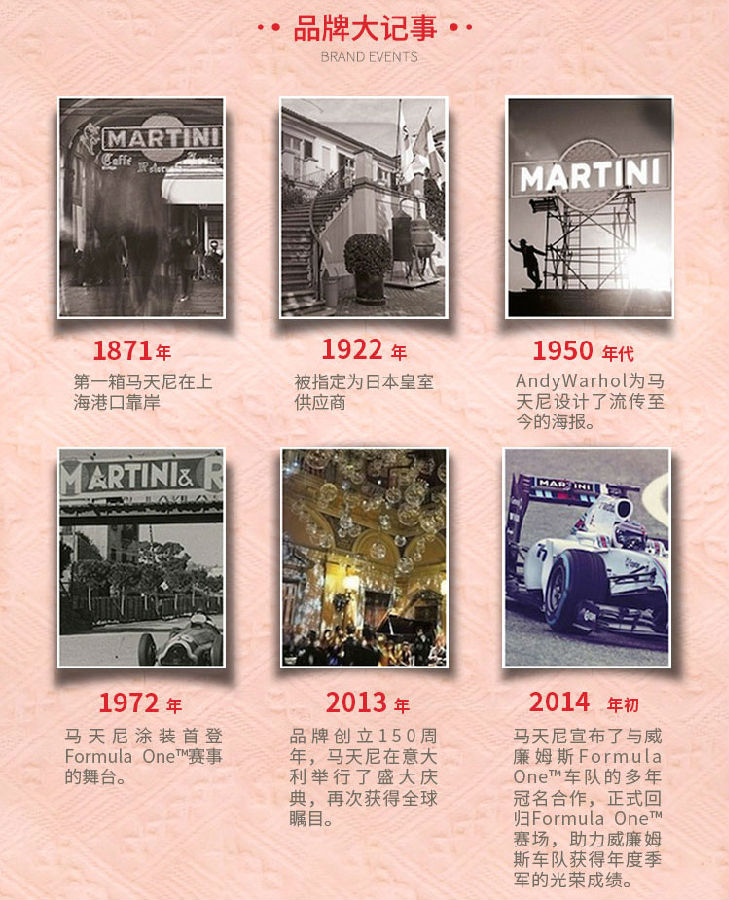 品牌大记事
BRAND EVENTS
MARTINI
Caffé
MARTINI
1871年
第一箱马天尼在上
海港口靠岸
1922 年
被指定为日本皇室
供应商
1950 年代
AndyWarhol为马
天尼设计了流传至
今的海报。
MARTINI & R
MARTINI
1972 年
马天尼涂装首登
Formula One™赛事
的舞台。
2013 年
品牌创立150周
年，马天尼在意大
利举行了盛大庆
典，再次获得全球
瞩目。
2014 年初
马天尼宣布了与威
廉姆斯Formula
One™车队的多年
冠名合作，正式回
归Formula One™
赛场，助力威廉姆
斯车队获得年度季
军的光荣成绩。